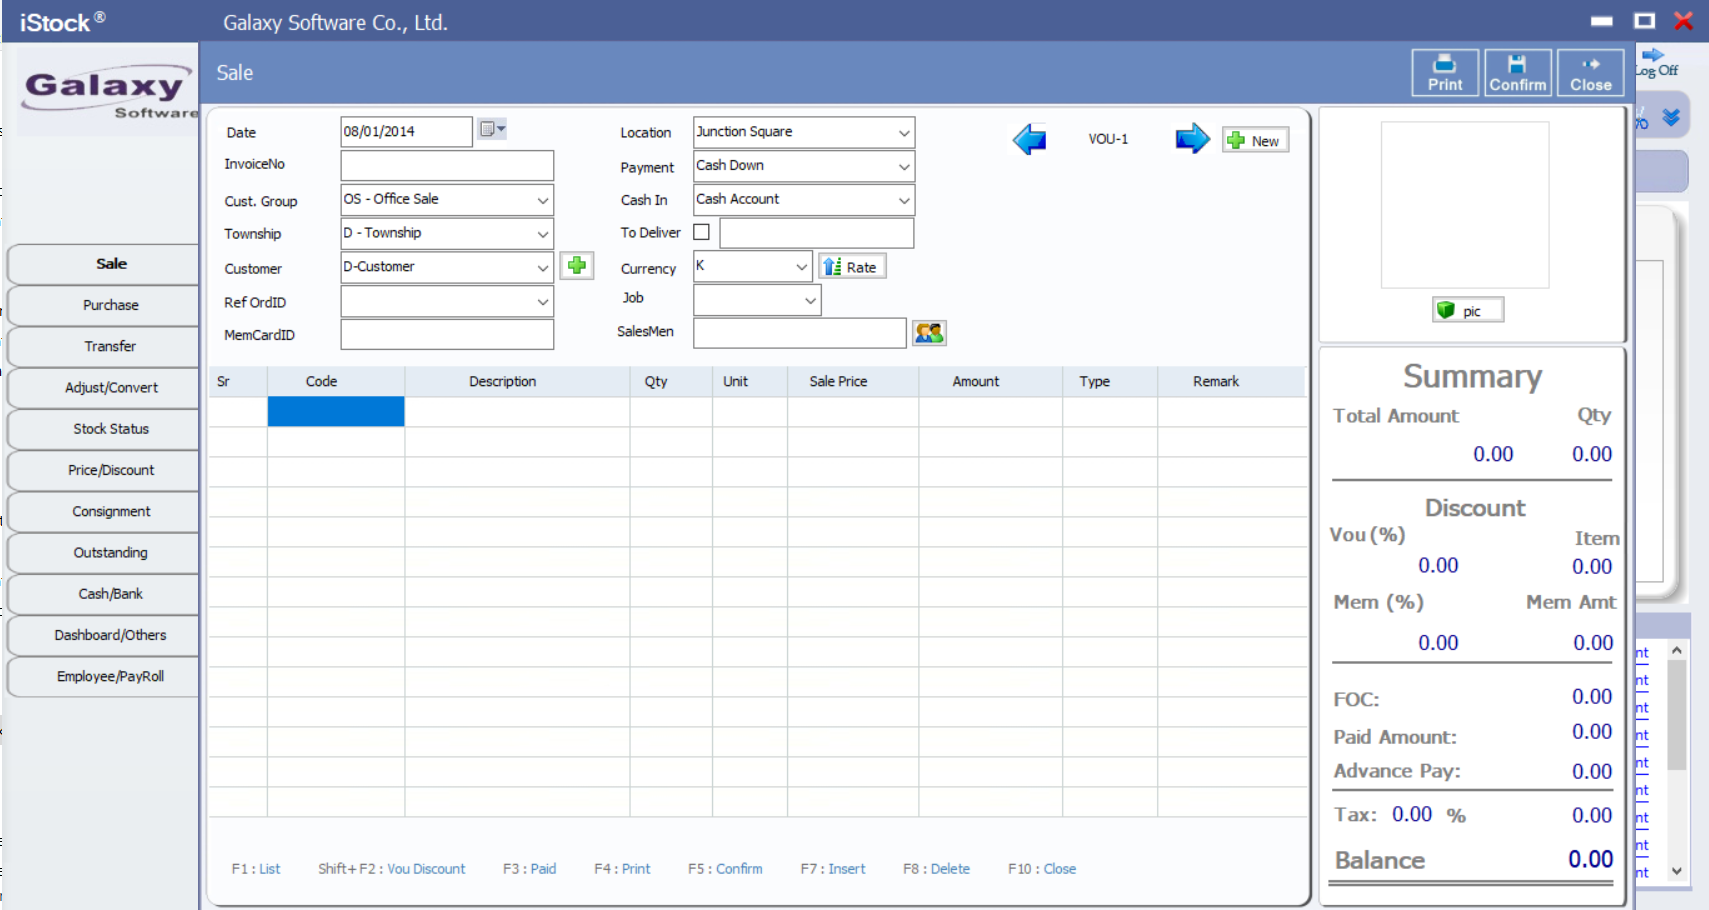 iStock ®
Galaxy Software Co., Ltd.
Galaxy
Software
Sale
Print
Confirm
Close
Log Off
Sale
Purchase
Transfer
Adjust/Convert
Stock Status
Price/Discount
Consignment
Outstanding
Cash/Bank
Dashboard/Others
Employee/PayRoll
Date 08/01/2014
InvoiceNo
Cust. Group OS - Office Sale
Township D - Township
Customer D-Customer
Ref OrdID
MemCardID
Location Junction Square
Payment Cash Down
Cash In Cash Account
To Deliver
Currency K Rate
Job
SalesMen
VOU-1 New
pic
Sr Code Description Qty Unit Sale Price Amount Type Remark
F1 : List Shift+ F2 : Vou Discount F3 : Paid F4 : Print F5 : Confirm F7 : Insert F8 : Delete F10 : Close
Summary
Total Amount Qty
0.00 0.00
Discount
Vou (%) Item
0.00 0.00
Mem (%) Mem Amt
0.00 0.00
FOC: 0.00
Paid Amount: 0.00
Advance Pay: 0.00
Tax: 0.00 % 0.00
Balance 0.00
nt
nt
nt
nt
nt
nt
nt
nt
nt